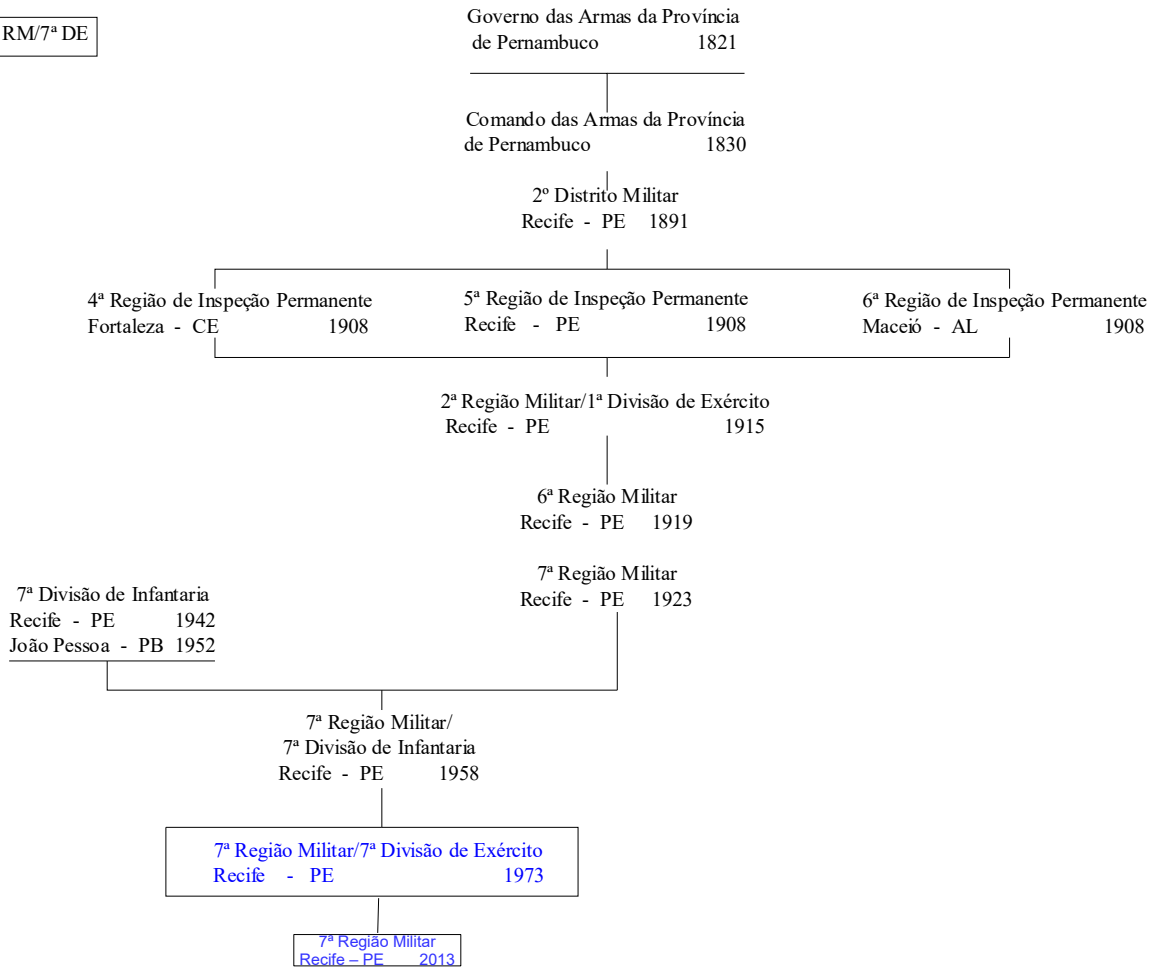 RM/7ª DE
Governo das Armas da Província
de Pernambuco 1821
Comando das Armas da Província
de Pernambuco 1830
2º Distrito Militar
Recife - PE 1891
4ª Região de Inspeção Permanente
Fortaleza - CE 1908
5ª Região de Inspeção Permanente
Recife - PE 1908
6ª Região de Inspeção Permanente
Maceió - AL 1908
2ª Região Militar/1ª Divisão de Exército
Recife - PE 1915
6ª Região Militar
Recife - PE 1919
7ª Região Militar
Recife - PE 1923
7ª Divisão de Infantaria
Recife - PE 1942
João Pessoa - PB 1952
7ª Região Militar/
7ª Divisão de Infantaria
Recife - PE 1958
7ª Região Militar/7ª Divisão de Exército
Recife - PE 1973
7ª Região Militar
Recife – PE 2013